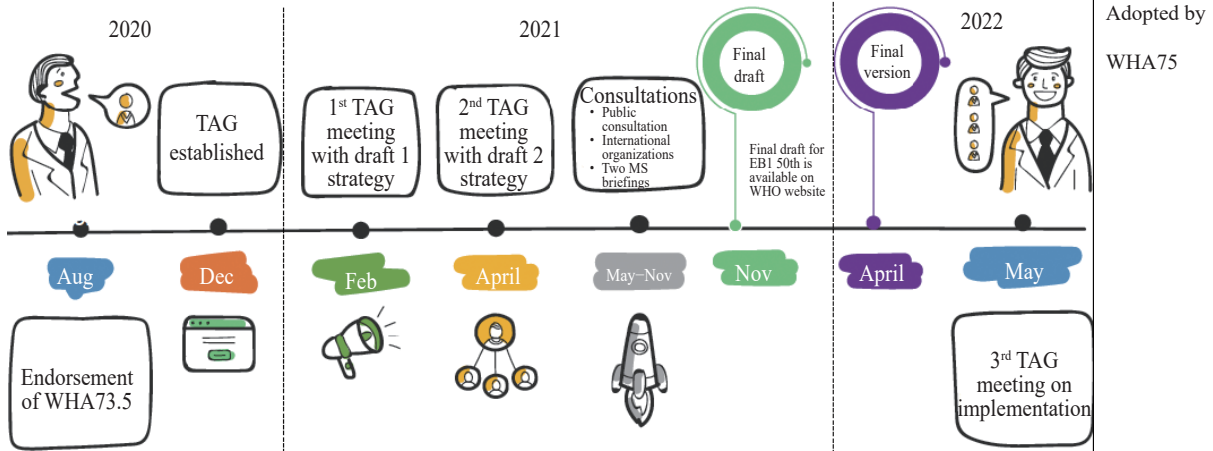 2020
2021
2022
Adopted by
WHA75
TAG
established
1st TAG
meeting
with draft 1
strategy
2nd TAG
meeting
with draft 2
strategy
Consultations
• Public
consultation
• International
organizations
• Two MS
briefings
Final
draft
Final draft for
EB1 50th is
available on
WHO website
Final
version
Aug
Dec
Feb
April
May–Nov
Nov
April
May
Endorsement
of WHA73.5
3rd TAG
meeting on
implementation